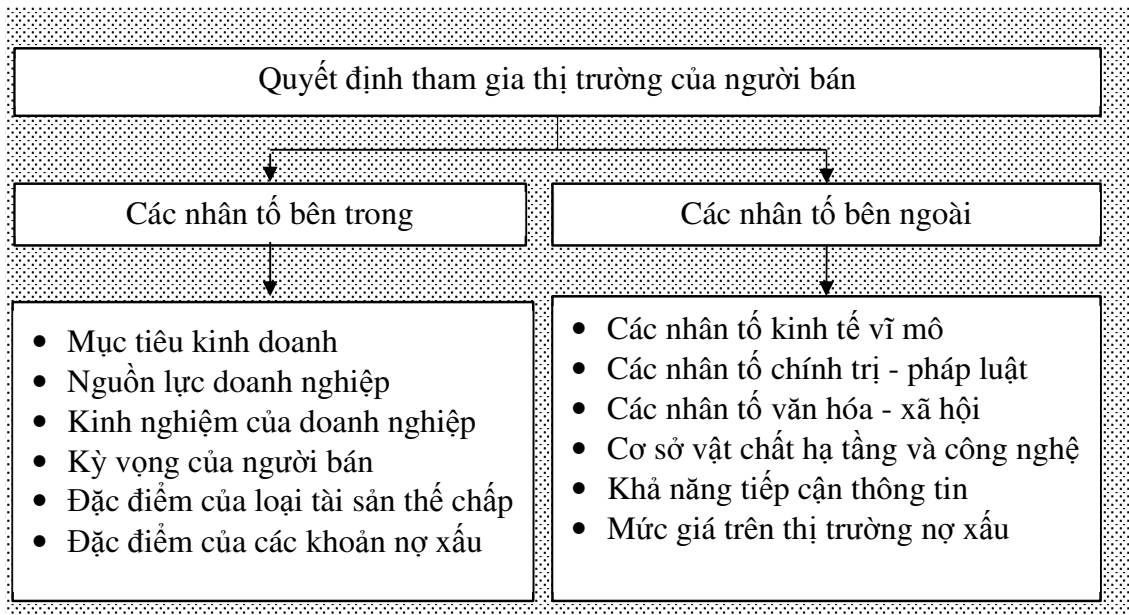 Quyết định tham gia thị trường của người bán
Các nhân tố bên trong
Các nhân tố bên ngoài
• Mục tiêu kinh doanh
• Nguồn lực doanh nghiệp
• Kinh nghiệm của doanh nghiệp
• Kỳ vọng của người bán
• Đặc điểm của loại tài sản thế chấp
• Đặc điểm của các khoản nợ xấu
• Các nhân tố kinh tế vĩ mô
• Các nhân tố chính trị - pháp luật
• Các nhân tố văn hóa - xã hội
• Cơ sở vật chất hạ tầng và công nghệ
• Khả năng tiếp cận thông tin
• Mức giá trên thị trường nợ xấu